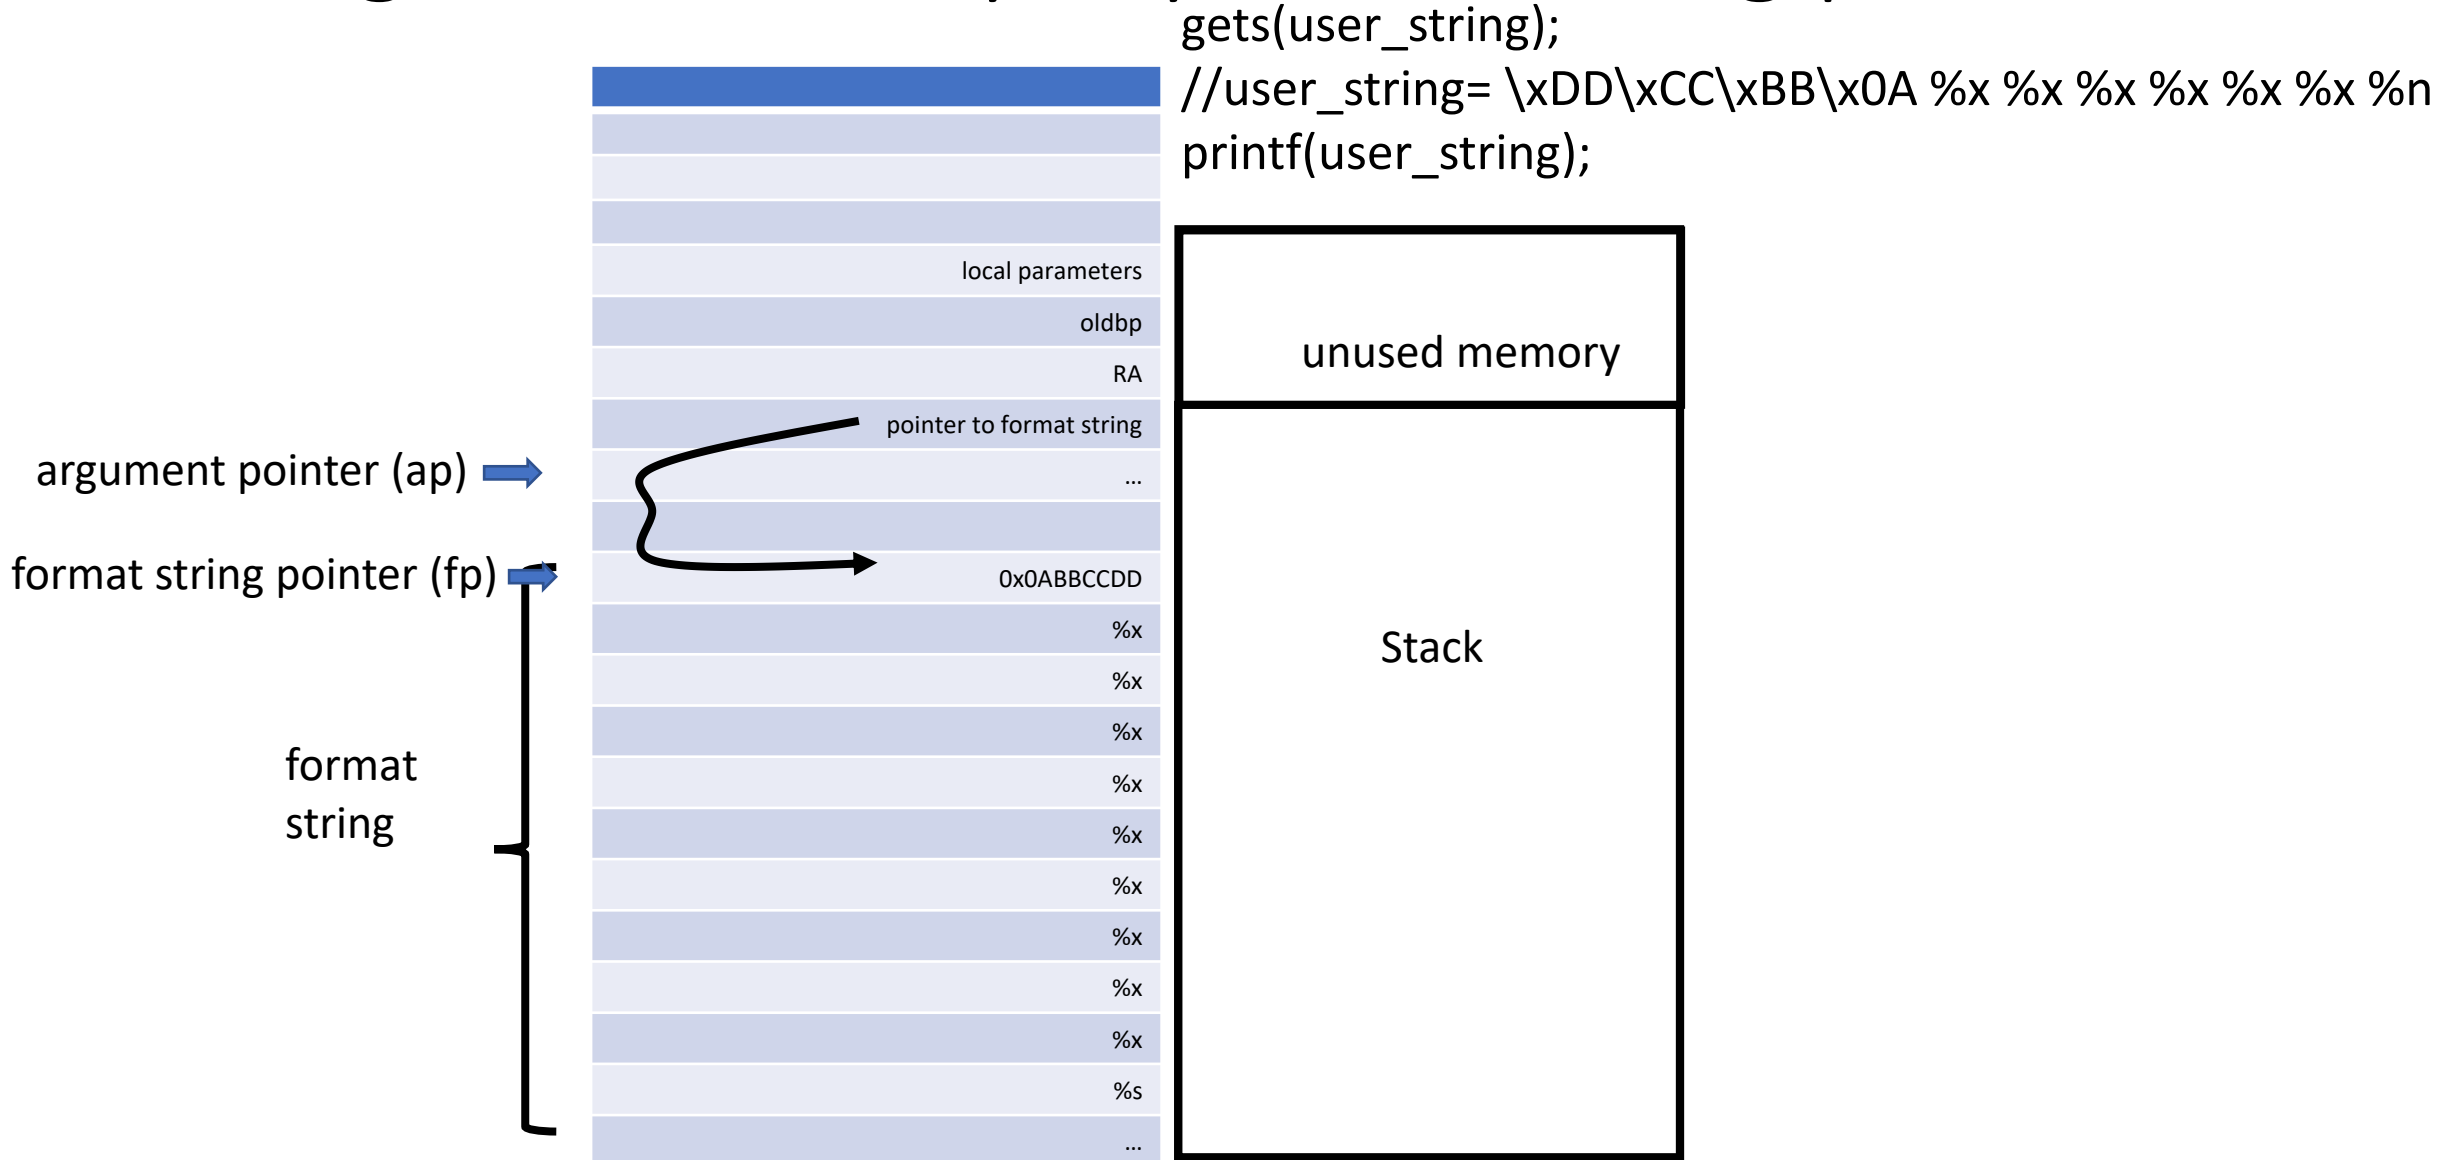 gets(user_string);
//user_string= \xDD\xCC\xBB\x0A %x %x %x %x %x %x %n
printf(user_string);
local parameters
oldbp
RA
unused memory
pointer to format string
argument pointer (ap)
...
format string pointer (fp)
0x0ABBCCDD
%x
%x
%x
%x
%x
%x
%x
%x
%x
%s
...
Stack
format
string